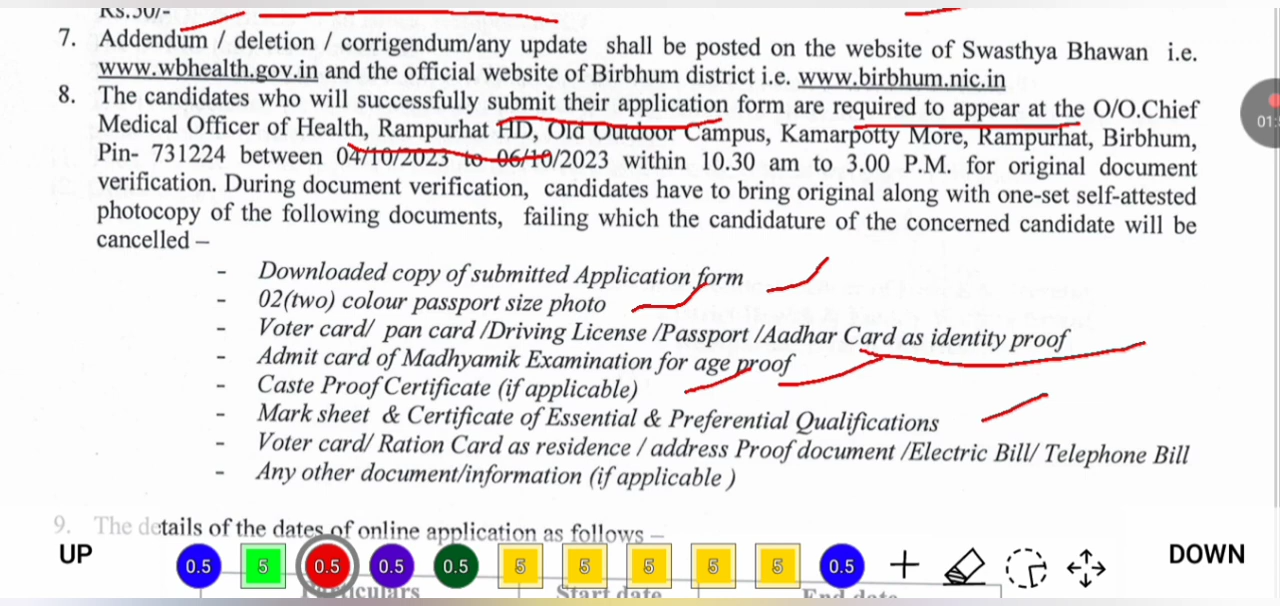 Rs.50/-
7. Addendum / deletion / corrigendum/any update shall be posted on the website of Swasthya Bhawan i.e.
www.wbhealth.gov.in and the official website of Birbhum district i.e. www.birbhum.nic.in
8. The candidates who will successfully submit their application form are required to appear at the O/O.Chief
Medical Officer of Health, Rampurhat HD, Old Outdoor Campus, Kamarpotty More, Rampurhat, Birbhum,
Pin- 731224 between 04/10/2023 to 06/10/2023 within 10.30 am to 3.00 P.M. for original document
verification. During document verification, candidates have to bring original along with one-set self-attested
photocopy of the following documents, failing which the candidature of the concerned candidate will be
cancelled –
- Downloaded copy of submitted Application form
- 02(two) colour passport size photo
- Voter card/ pan card /Driving License /Passport /Aadhar Card as identity proof
- Admit card of Madhyamik Examination for age proof
- Caste Proof Certificate (if applicable)
- Mark sheet & Certificate of Essential & Preferential Qualifications
- Voter card/ Ration Card as residence / address Proof document /Electric Bill/ Telephone Bill
- Any other document/information (if applicable )
9. The details of the dates of online application as follows –
UP 0.5 5 0.5 0.5 0.5 5 5 5 5 5 0.5 + DOWN
Start date End date